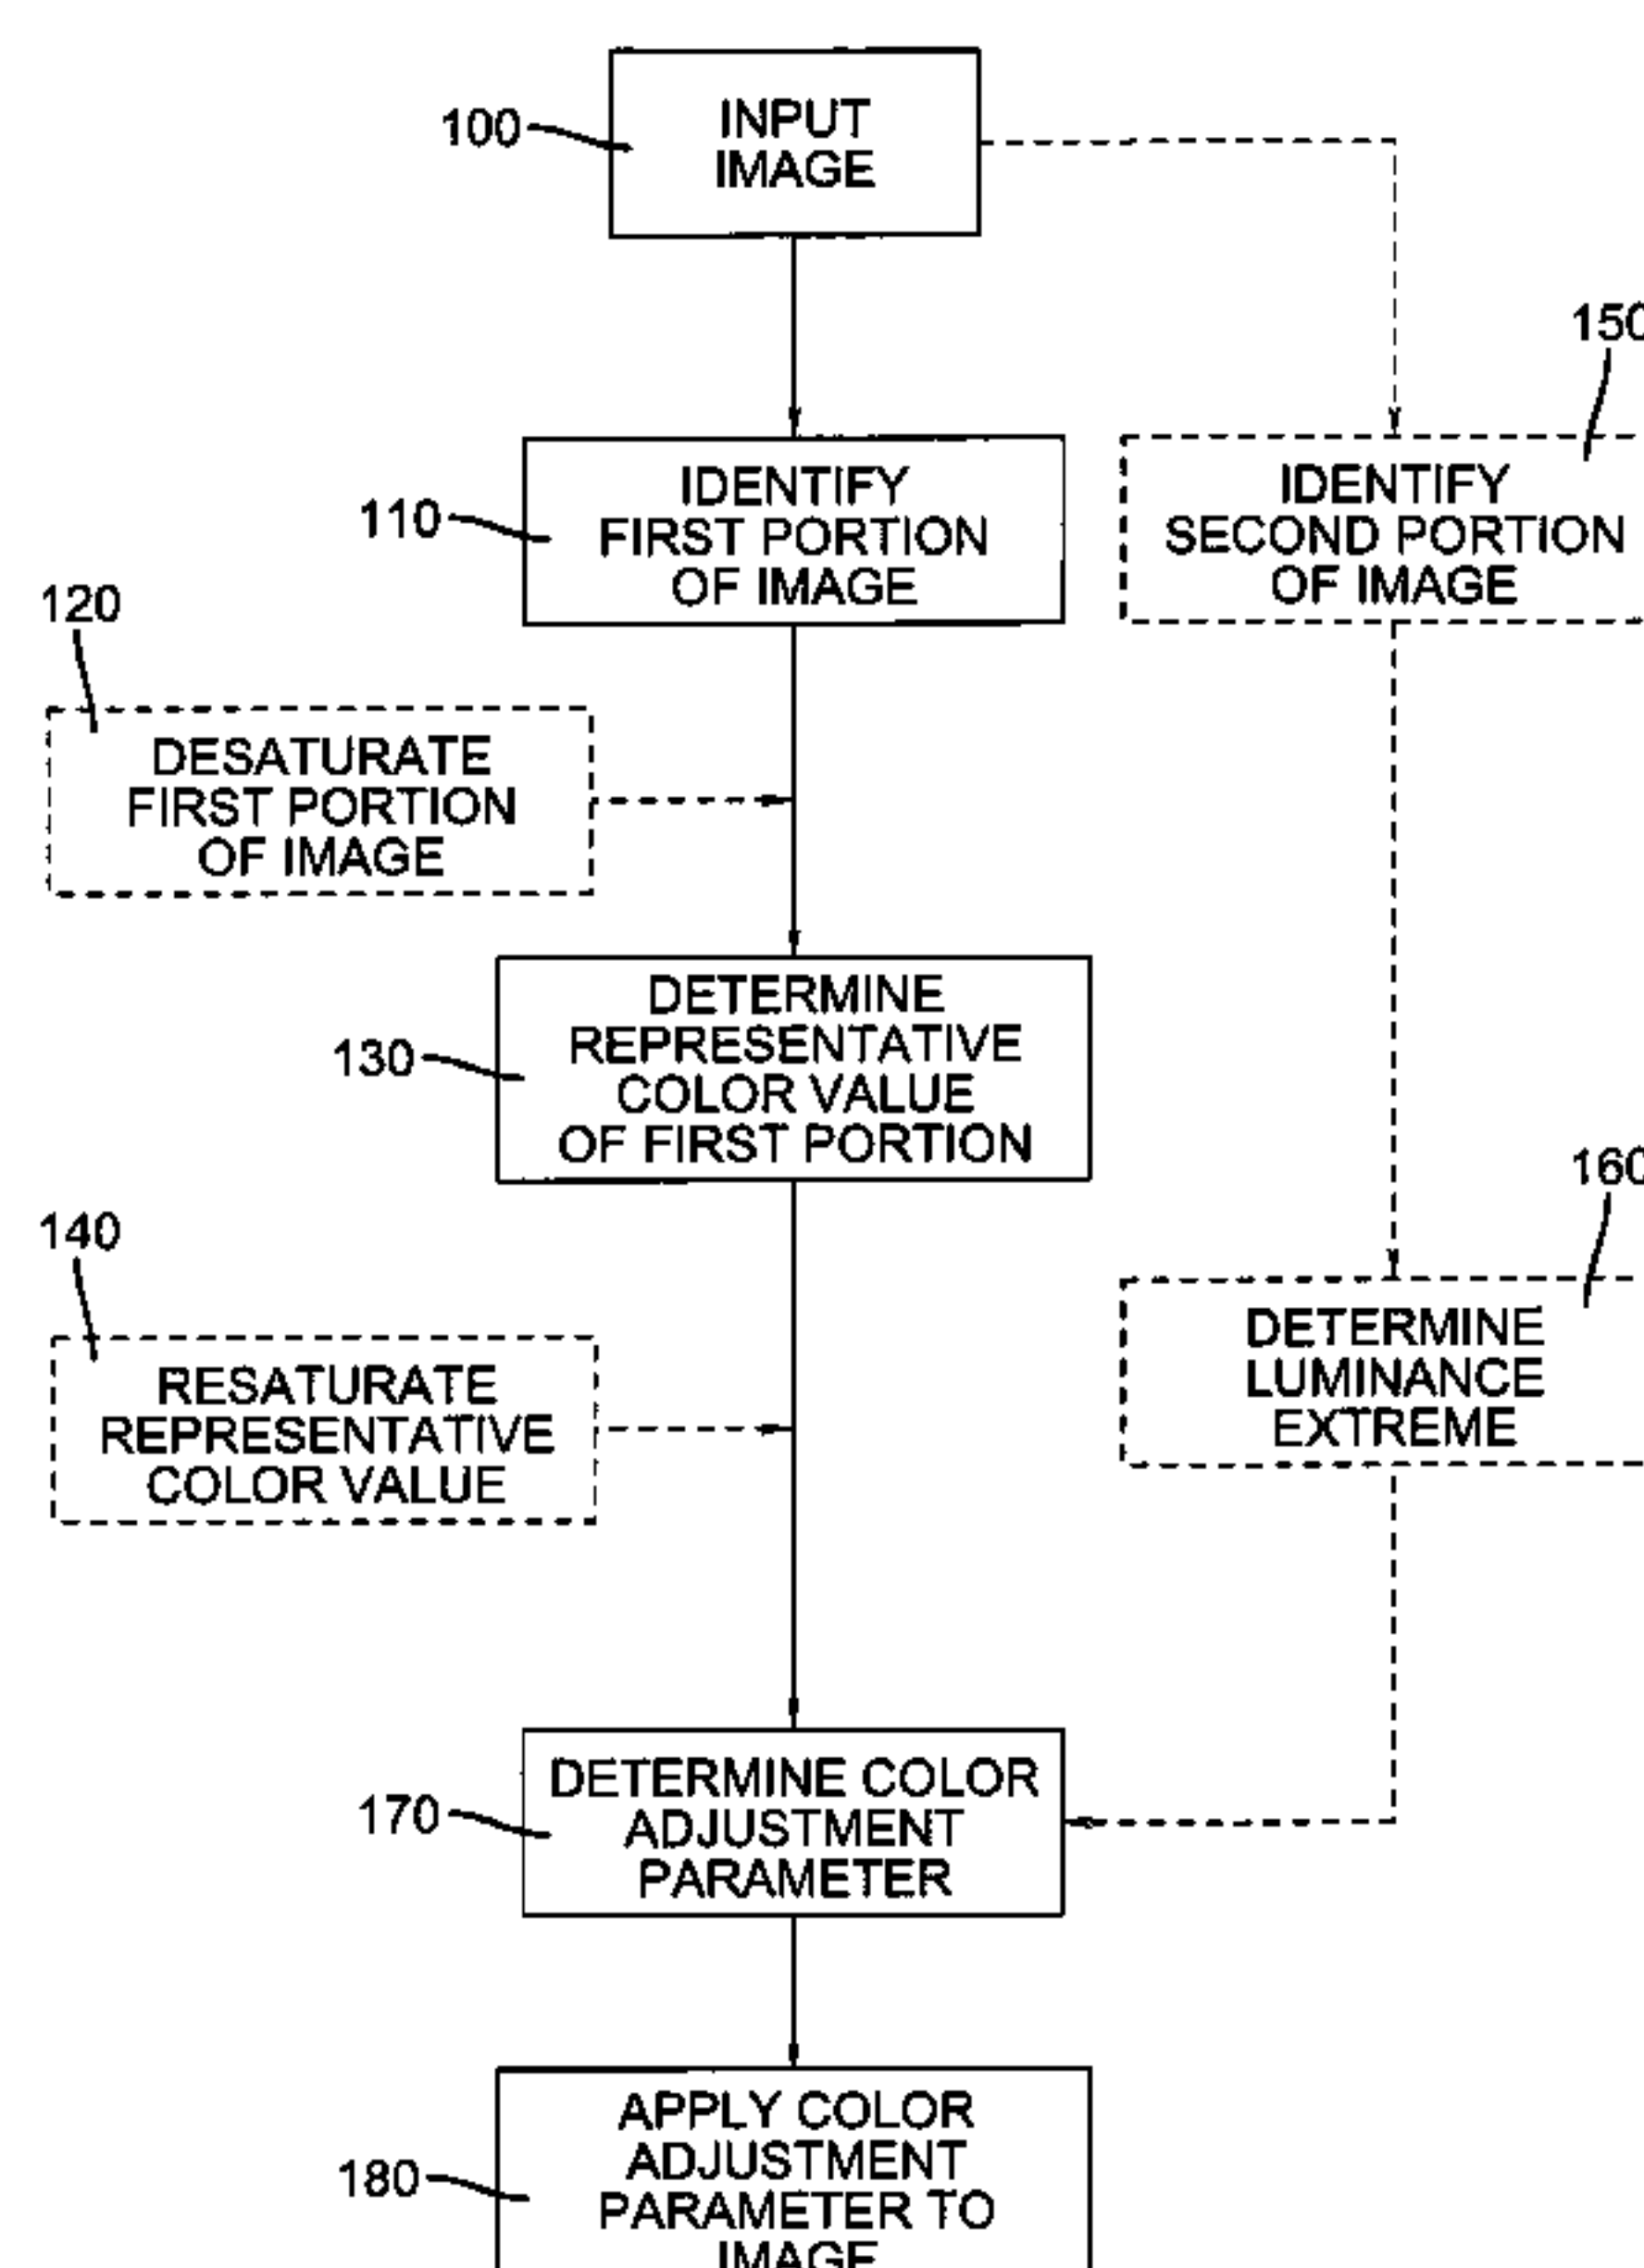 100
INPUT
IMAGE
150
110
IDENTIFY
FIRST PORTION
OF IMAGE
IDENTIFY
SECOND PORTION
OF IMAGE
120
DESATURATE
FIRST PORTION
OF IMAGE
130
DETERMINE
REPRESENTATIVE
COLOR VALUE
OF FIRST PORTION
160
140
RESATURATE
REPRESENTATIVE
COLOR VALUE
DETERMINE
LUMINANCE
EXTREME
170
DETERMINE COLOR
ADJUSTMENT
PARAMETER
180
APPLY COLOR
ADJUSTMENT
PARAMETER TO
IMAGE